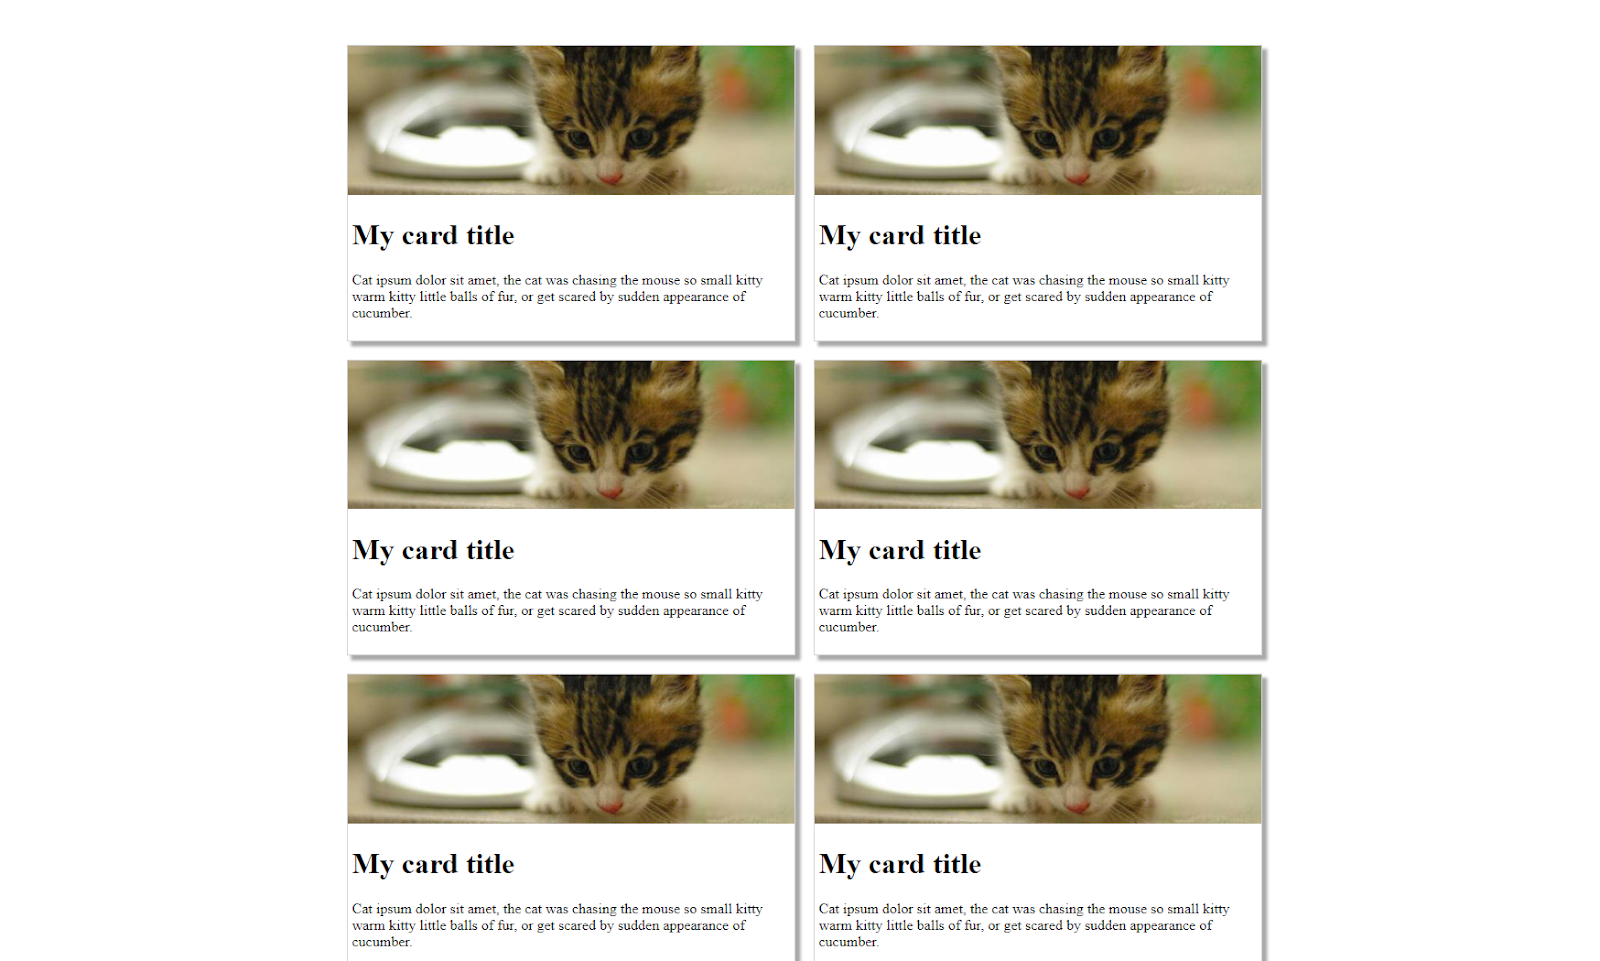 My card title
Cat ipsum dolor sit amet, the cat was chasing the mouse so small kitty
warm kitty little balls of fur, or get scared by sudden appearance of
cucumber.
My card title
Cat ipsum dolor sit amet, the cat was chasing the mouse so small kitty
warm kitty little balls of fur, or get scared by sudden appearance of
cucumber.
My card title
Cat ipsum dolor sit amet, the cat was chasing the mouse so small kitty
warm kitty little balls of fur, or get scared by sudden appearance of
cucumber.
My card title
Cat ipsum dolor sit amet, the cat was chasing the mouse so small kitty
warm kitty little balls of fur, or get scared by sudden appearance of
cucumber.
My card title
Cat ipsum dolor sit amet, the cat was chasing the mouse so small kitty
warm kitty little balls of fur, or get scared by sudden appearance of
cucumber.
My card title
Cat ipsum dolor sit amet, the cat was chasing the mouse so small kitty
warm kitty little balls of fur, or get scared by sudden appearance of
cucumber.